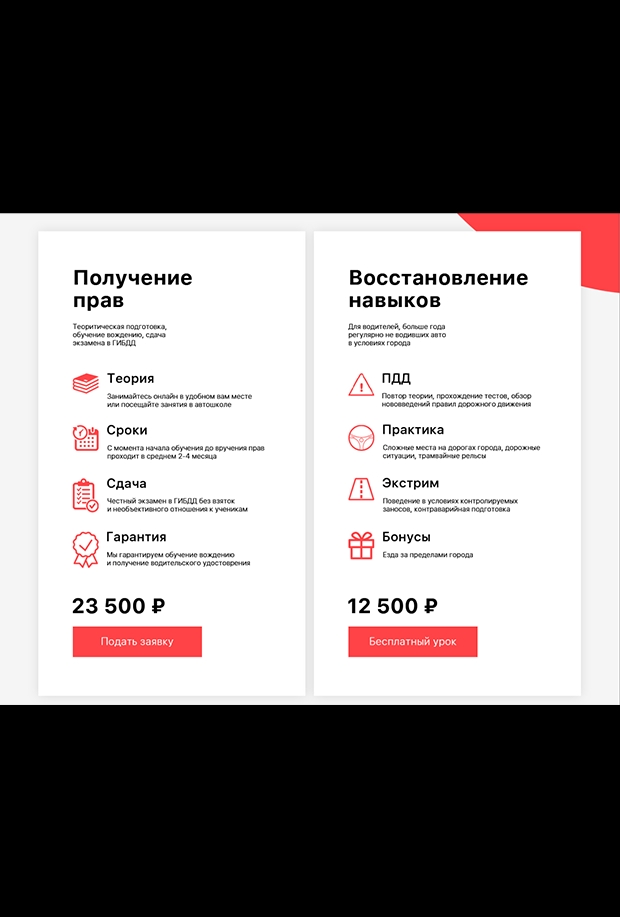 Получение
прав
Теоритическая подготовка,
обучение вождению, сдача
экзамена в ГИБДД
Теория
Занимайтесь онлайн в удобном вам месте
или посещайте занятия в автошколе
Сроки
С момента начала обучения до вручения прав
проходит в среднем 2-4 месяца
Сдача
Честный экзамен в ГИБДД без взяток
и необъективного отношения к ученикам
Гарантия
Мы гарантируем обучение вождению
и получение водительского удостоврения
23 500 ₽
Подать заявку
Восстановление
навыков
Для водителей, больше года
регулярно не водивших авто
в условиях города
ПДД
Повтор теории, прохождение тестов, обзор
нововведений правил дорожного движения
Практика
Сложные места на дорогах города, дорожные
ситуации, трамвайные рельсы
Экстрим
Поведение в условиях контролируемых
заносов, контраварийная подготовка
Бонусы
Езда за пределами города
12 500 ₽
Бесплатный урок